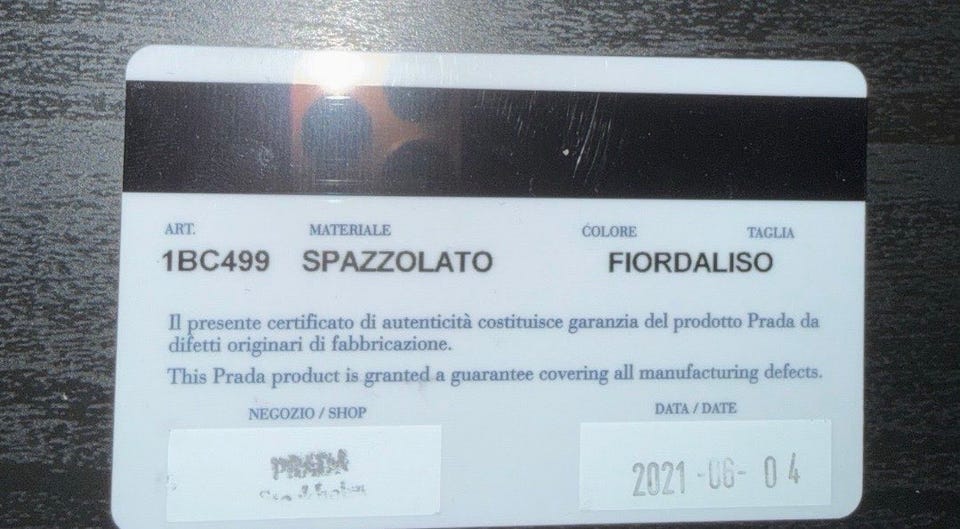 ART. MATERIALE COLORE TAGLIA
1BC499 SPAZZOLATO FIORDALISO
Il presente certificato di autenticità costituisce garanzia del prodotto Prada da
difetti originari di fabbricazione.
This Prada product is granted a guarantee covering all manufacturing defects.
NEGOZIO / SHOP DATA / DATE
PRADA 2021-06-04